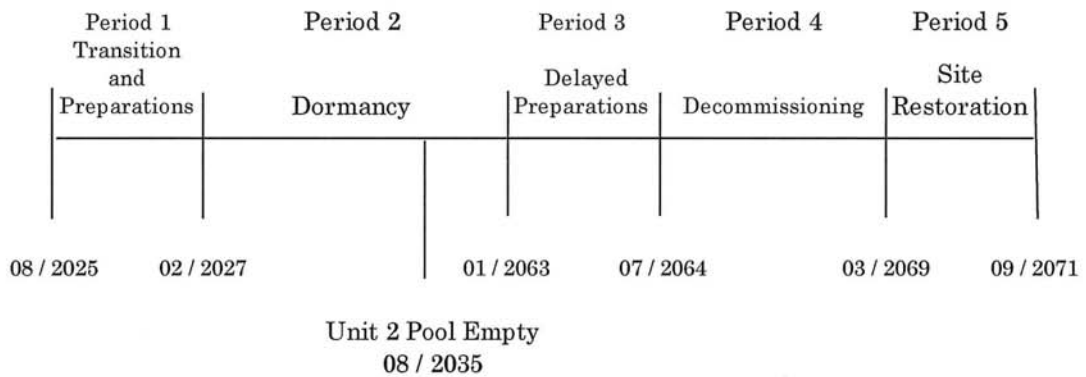 Period 1
Transition
and
Preparations
Period 2
Dormancy
Period 3
Delayed
Preparations
Period 4
Decommissioning
Period 5
Site
Restoration
08 / 2025
02 / 2027
01 / 2063
07 / 2064
03 / 2069
09 / 2071
Unit 2 Pool Empty
08 / 2035